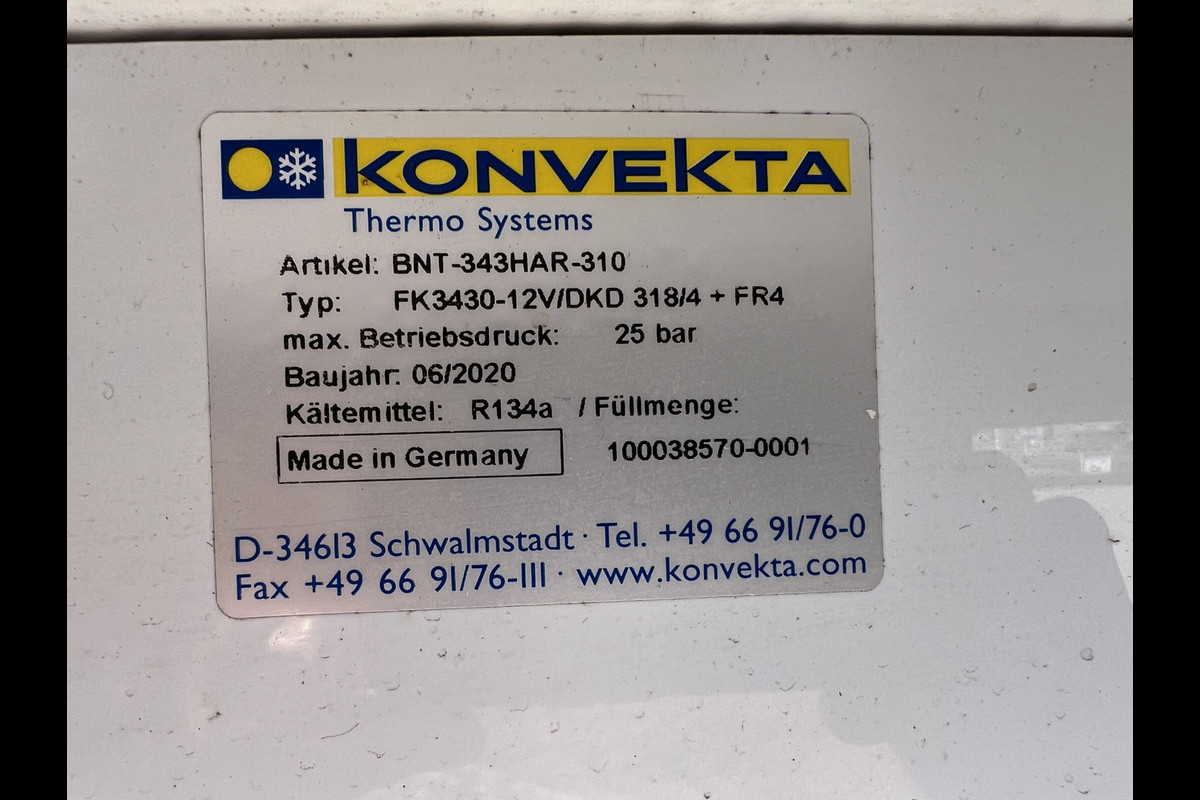 KONVEKTA
Thermo Systems
Artikel: BNT-343HAR-310
Typ: FK3430-12V/DKD 318/4 + FR4
max. Betriebsdruck: 25 bar
Baujahr: 06/2020
Kältemittel: R134a / Füllmenge:
Made in Germany 100038570-0001
D-34613 Schwalmstadt · Tel. +49 66 91/76-0
Fax +49 66 91/76-111 · www.konvekta.com